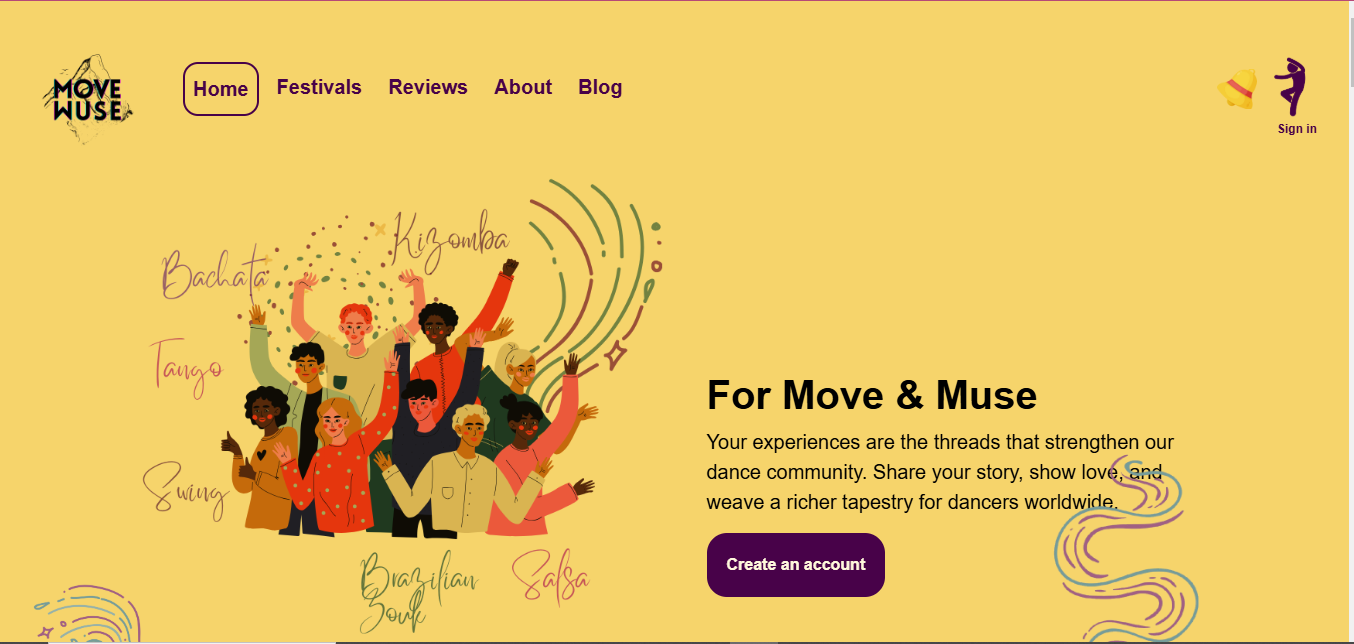 MOVE
MUSE
Home
Festivals
Reviews
About
Blog
Sign in
Kizomba
Bachata
Tango
Swing
Brazilian
Zouk
Salsa
For Move & Muse
Your experiences are the threads that strengthen our
dance community. Share your story, show love, and
weave a richer tapestry for dancers worldwide.
Create an account